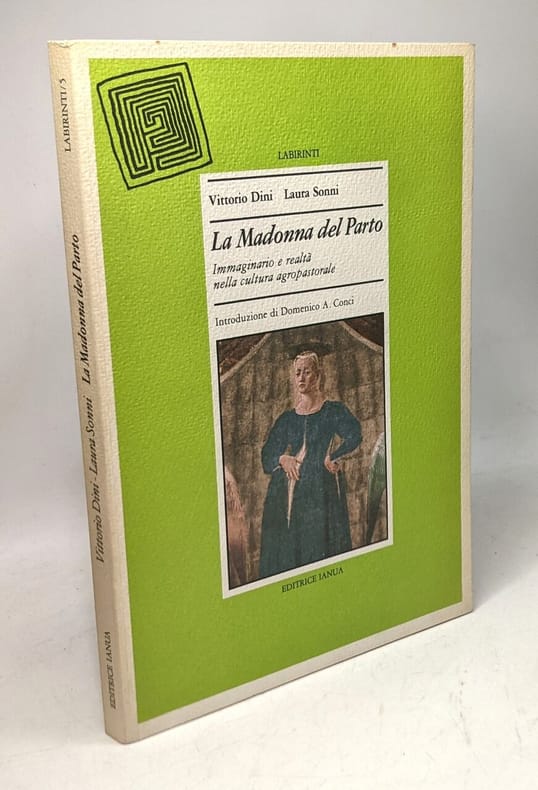 LABIRINTI
Vittorio Dini Laura Sonni
La Madonna del Parto
Immaginario e realtà
nella cultura agropastorale
Introduzione di Domenico A. Conci
EDITRICE IANUA
LABIRINTI/5
Vittorio Dini - Laura Sonni La Madonna del Parto
EDITRICE IANUA